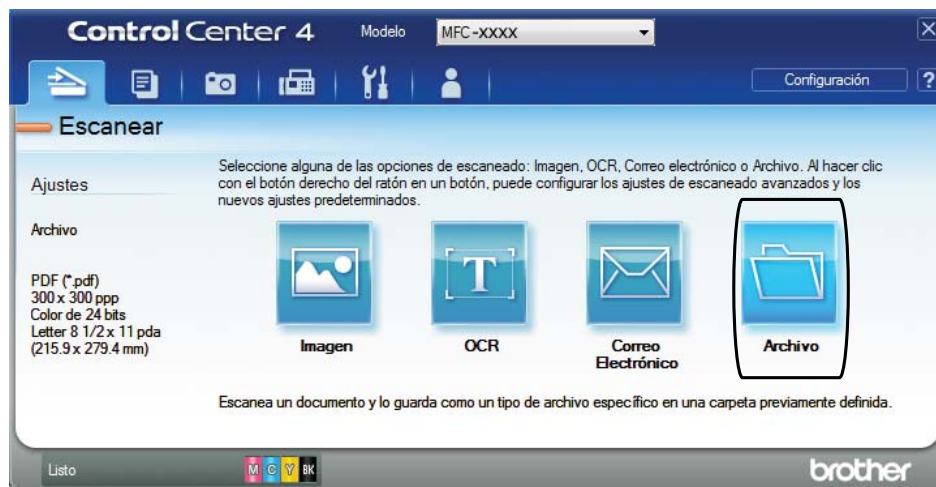 Control Center 4
Modelo
MFC-XXXX
Configuración
?
Escanear
Ajustes
Archivo
PDF (*.pdf)
300 x 300 ppp
Color de 24 bits
Letter 8 1/2 x 11 pda
(215.9 x 279.4 mm)
Seleccione alguna de las opciones de escaneado: Imagen, OCR, Correo electrónico o Archivo. Al hacer clic
con el botón derecho del ratón en un botón, puede configurar los ajustes de escaneado avanzados y los
nuevos ajustes predeterminados.
T
Imagen
OCR
Correo
Electrónico
Archivo
Escanea un documento y lo guarda como un tipo de archivo específico en una carpeta previamente definida.
Listo
M C Y BK
brother